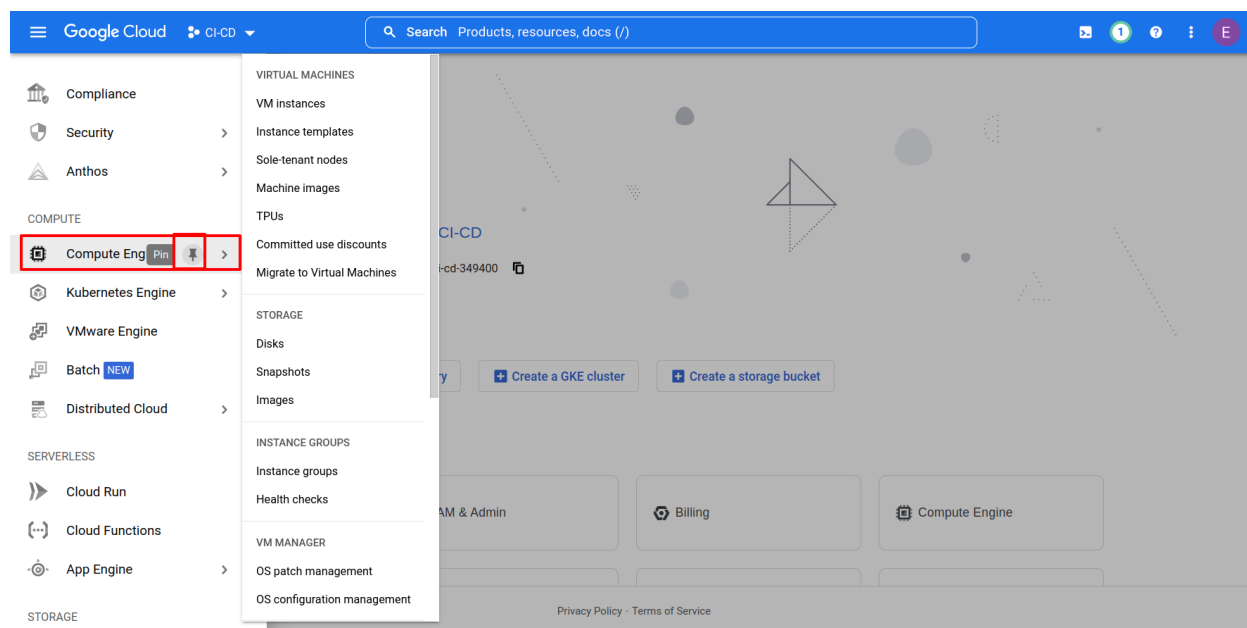 Google Cloud CI-CD Search Products, resources, docs (/) 1 E
Compliance
Security
Anthos
COMPUTE
Compute Eng Pin
Kubernetes Engine
VMware Engine
Batch NEW
Distributed Cloud
SERVERLESS
Cloud Run
Cloud Functions
App Engine
STORAGE
VIRTUAL MACHINES
VM instances
Instance templates
Sole-tenant nodes
Machine images
TPUs
Committed use discounts
Migrate to Virtual Machines
STORAGE
Disks
Snapshots
Images
INSTANCE GROUPS
Instance groups
Health checks
VM MANAGER
OS patch management
OS configuration management
CI-CD
i-cd-349400
ry
Create a GKE cluster
Create a storage bucket
AM & Admin
Billing
Compute Engine
Privacy Policy · Terms of Service